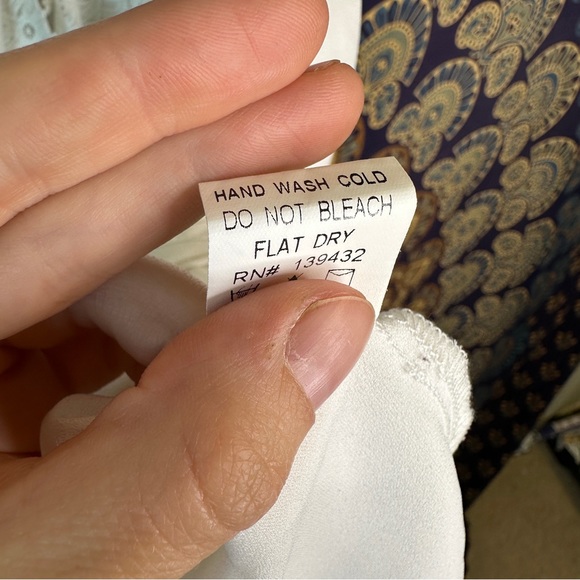 HAND WASH COLD
DO NOT BLEACH
FLAT DRY
RN# 139432